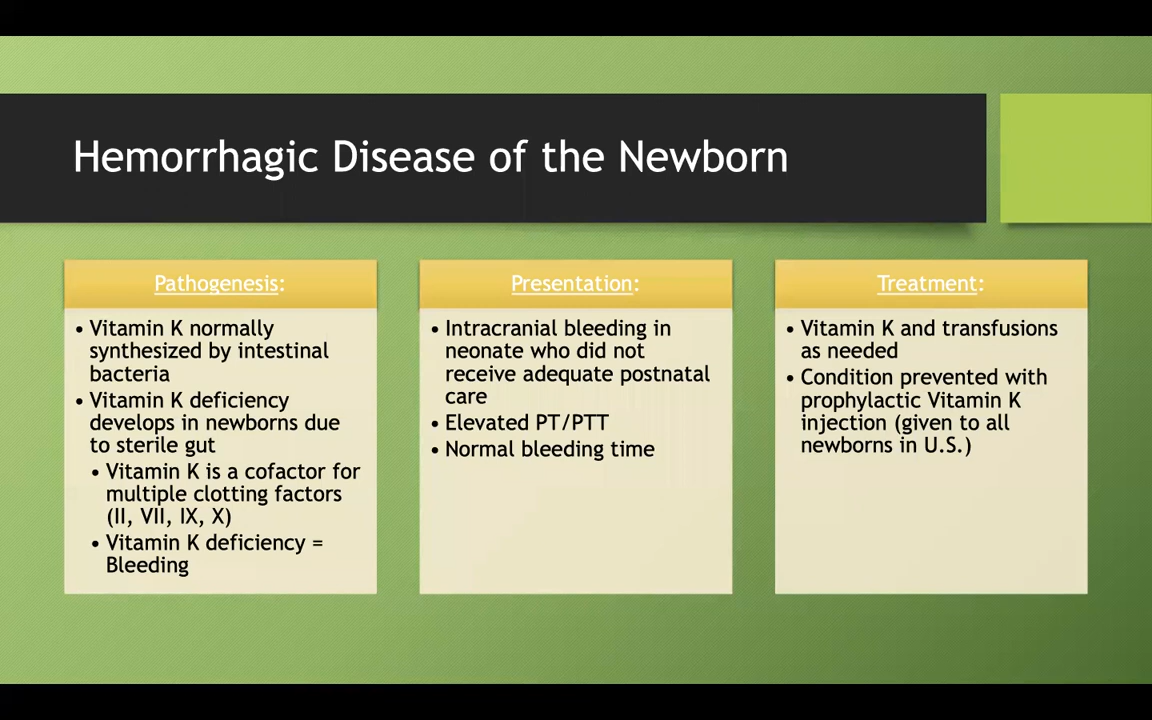 Hemorrhagic Disease of the Newborn
Pathogenesis:
• Vitamin K normally
synthesized by intestinal
bacteria
• Vitamin K deficiency
develops in newborns due
to sterile gut
• Vitamin K is a cofactor for
multiple clotting factors
(II, VII, IX, X)
• Vitamin K deficiency =
Bleeding
Presentation:
• Intracranial bleeding in
neonate who did not
receive adequate postnatal
care
• Elevated PT/PTT
• Normal bleeding time
Treatment:
• Vitamin K and transfusions
as needed
• Condition prevented with
prophylactic Vitamin K
injection (given to all
newborns in U.S.)